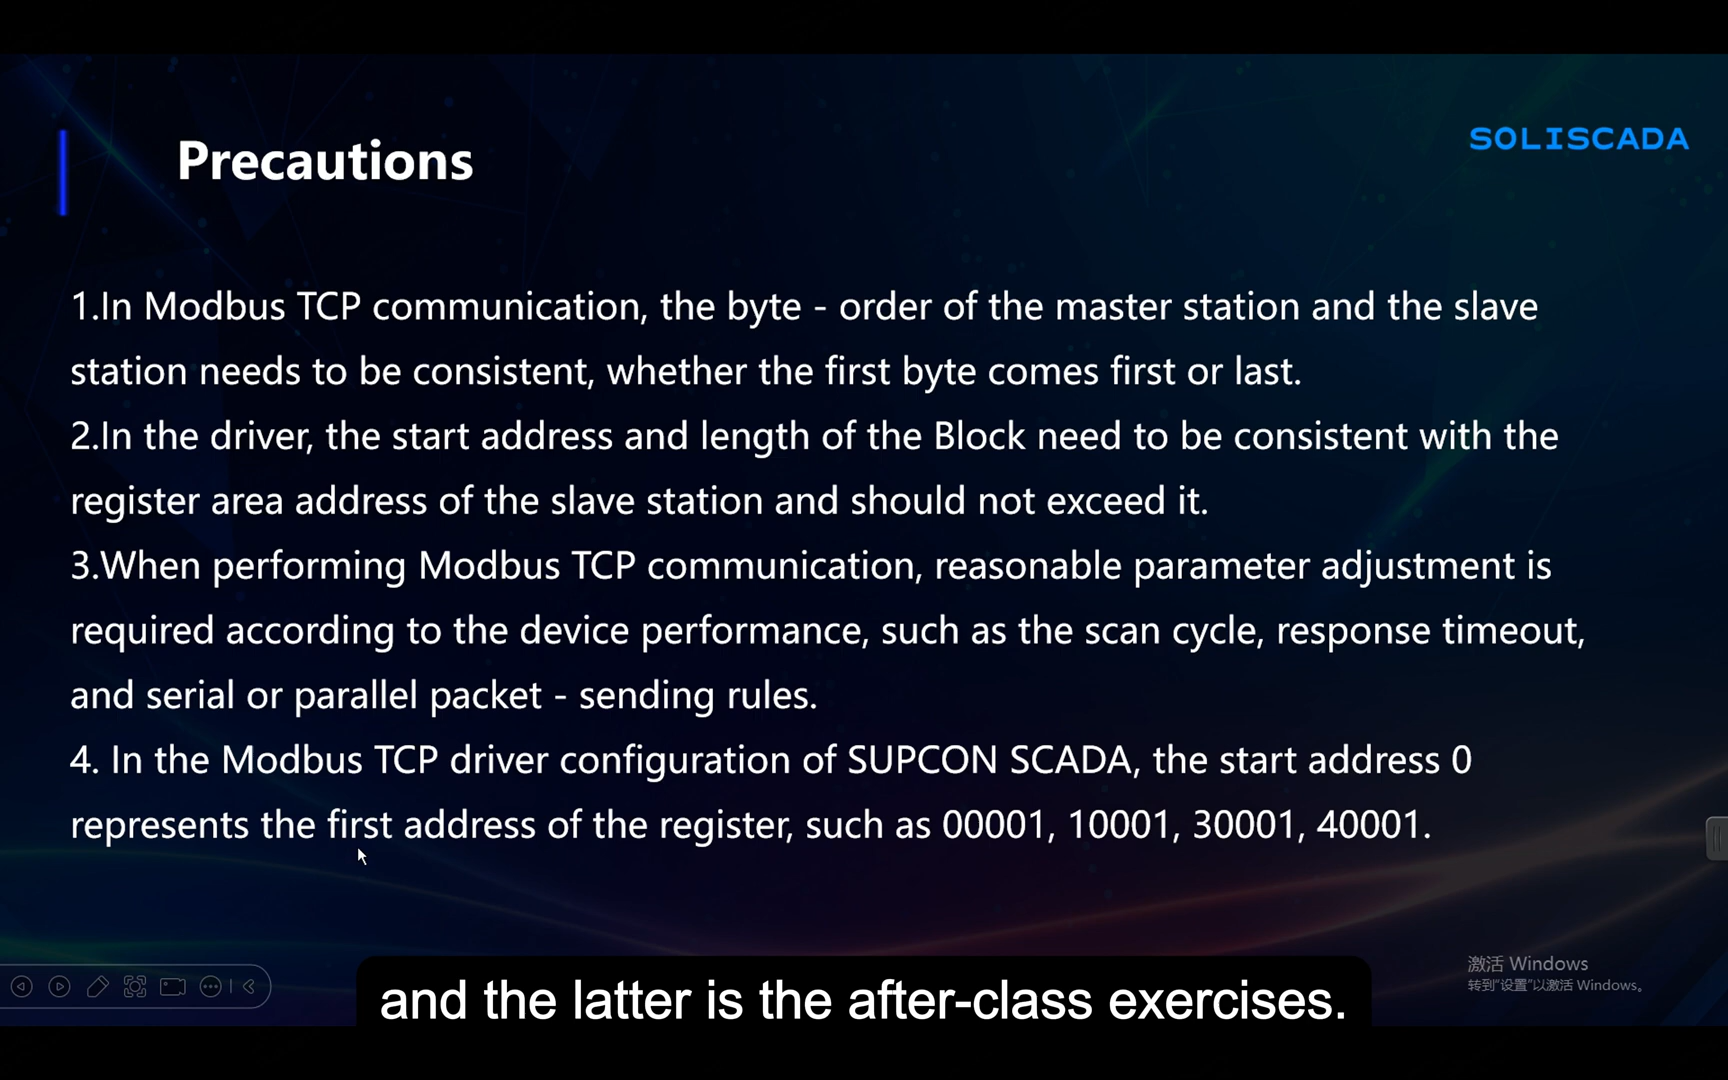 Precautions
SOLISCADA
1.In Modbus TCP communication, the byte - order of the master station and the slave
station needs to be consistent, whether the first byte comes first or last.
2.In the driver, the start address and length of the Block need to be consistent with the
register area address of the slave station and should not exceed it.
3.When performing Modbus TCP communication, reasonable parameter adjustment is
required according to the device performance, such as the scan cycle, response timeout,
and serial or parallel packet - sending rules.
4. In the Modbus TCP driver configuration of SUPCON SCADA, the start address 0
represents the first address of the register, such as 00001, 10001, 30001, 40001.
激活 Windows
转到"设置"以激活 Windows。
and the latter is the after-class exercises.